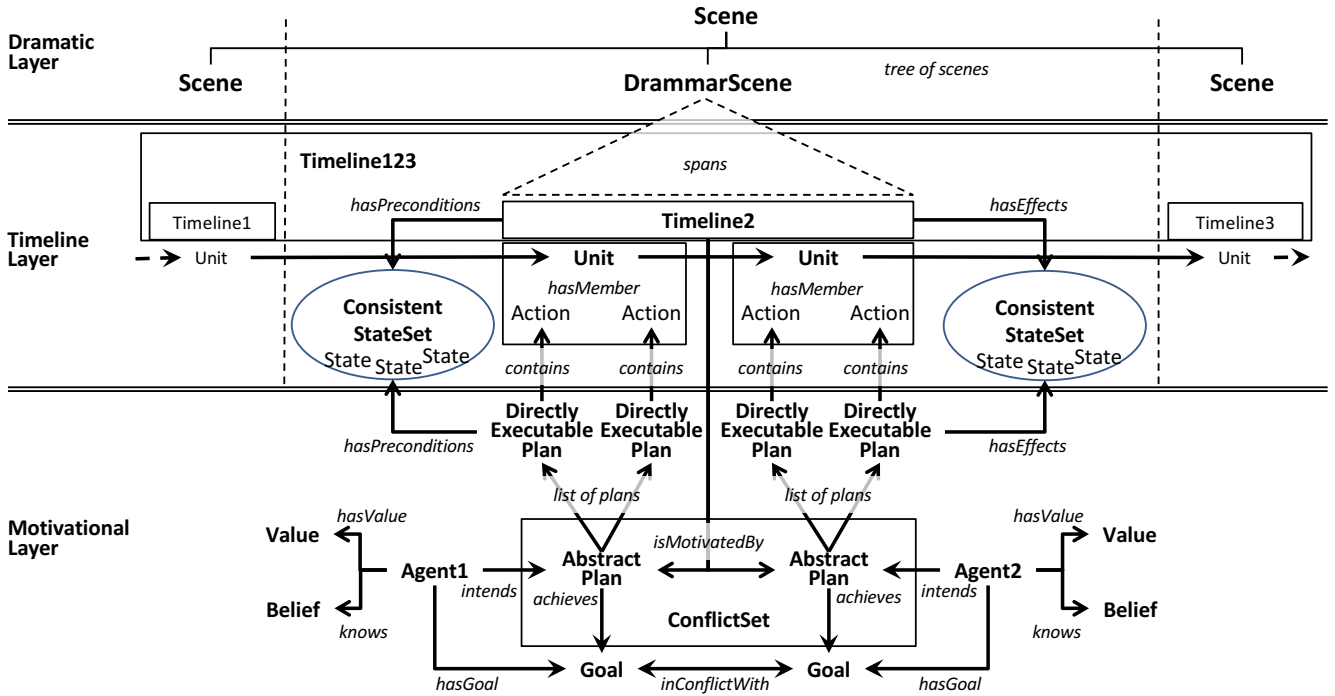 Scene
Dramatic
Layer
tree of scenes
Scene
DrammarScene
Scene
Timeline123
spans
hasPreconditions
hasEffects
Timeline1
Timeline2
Timeline3
Timeline
Layer
Unit
Unit
Unit
Unit
hasMember
hasMember
Consistent
StateSet
State State State
Action
Action
Action
Action
Consistent
StateSet
State State State
contains
contains
contains
contains
Directly
Executable
Plan
Directly
Executable
Plan
Directly
Executable
Plan
Directly
Executable
Plan
hasPreconditions
hasEffects
list of plans
list of plans
Motivational
Layer
hasValue
hasValue
Value
Value
isMotivatedBy
Abstract
Plan
Abstract
Plan
Agent1
Agent2
intends
intends
achieves
achieves
Belief
Belief
knows
knows
ConflictSet
Goal
Goal
hasGoal
inConflictWith
hasGoal